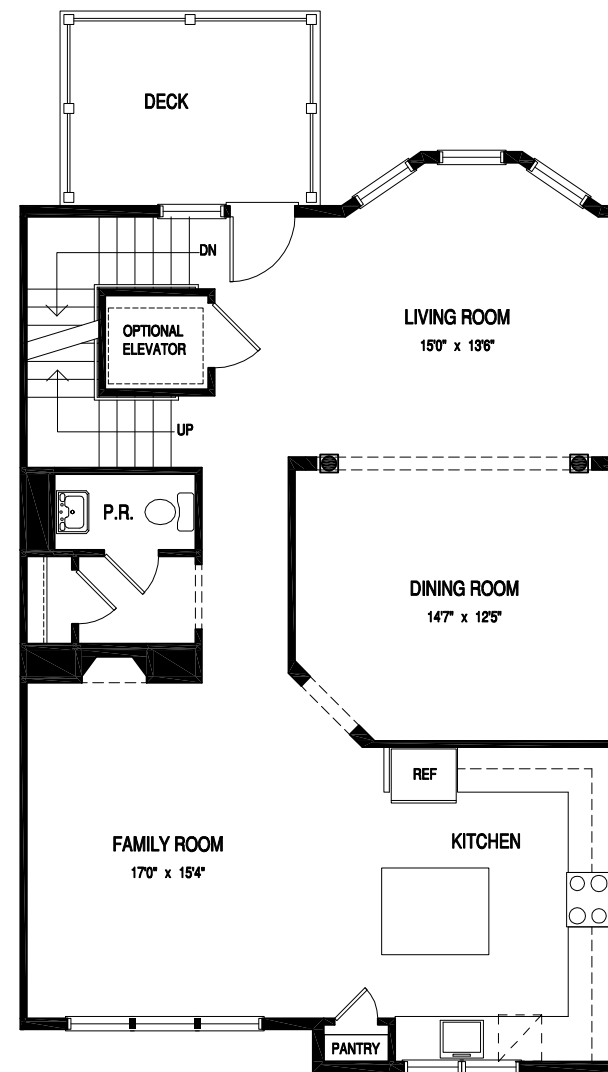 DECK
DN
OPTIONAL
ELEVATOR
LIVING ROOM
15'0" x 13'6"
UP
P.R.
DINING ROOM
14'7" x 12'5"
REF
FAMILY ROOM
17'0" x 15'4"
KITCHEN
PANTRY